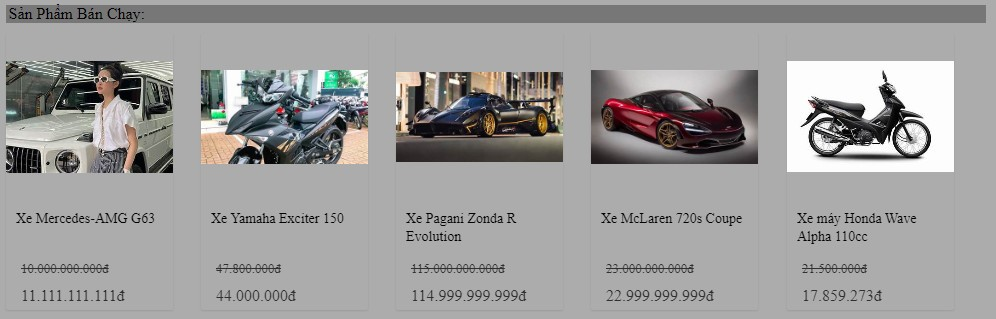 Sản Phẩm Bán Chạy:
Xe Mercedes-AMG G63
10.000.000.000đ
11.111.111.111đ
Xe Yamaha Exciter 150
47.800.000đ
44.000.000đ
Xe Pagani Zonda R
Evolution
115.000.000.000đ
114.999.999.999đ
Xe McLaren 720s Coupe
23.000.000.000đ
22.999.999.999đ
Xe máy Honda Wave
Alpha 110cc
21.500.000đ
17.859.273đ